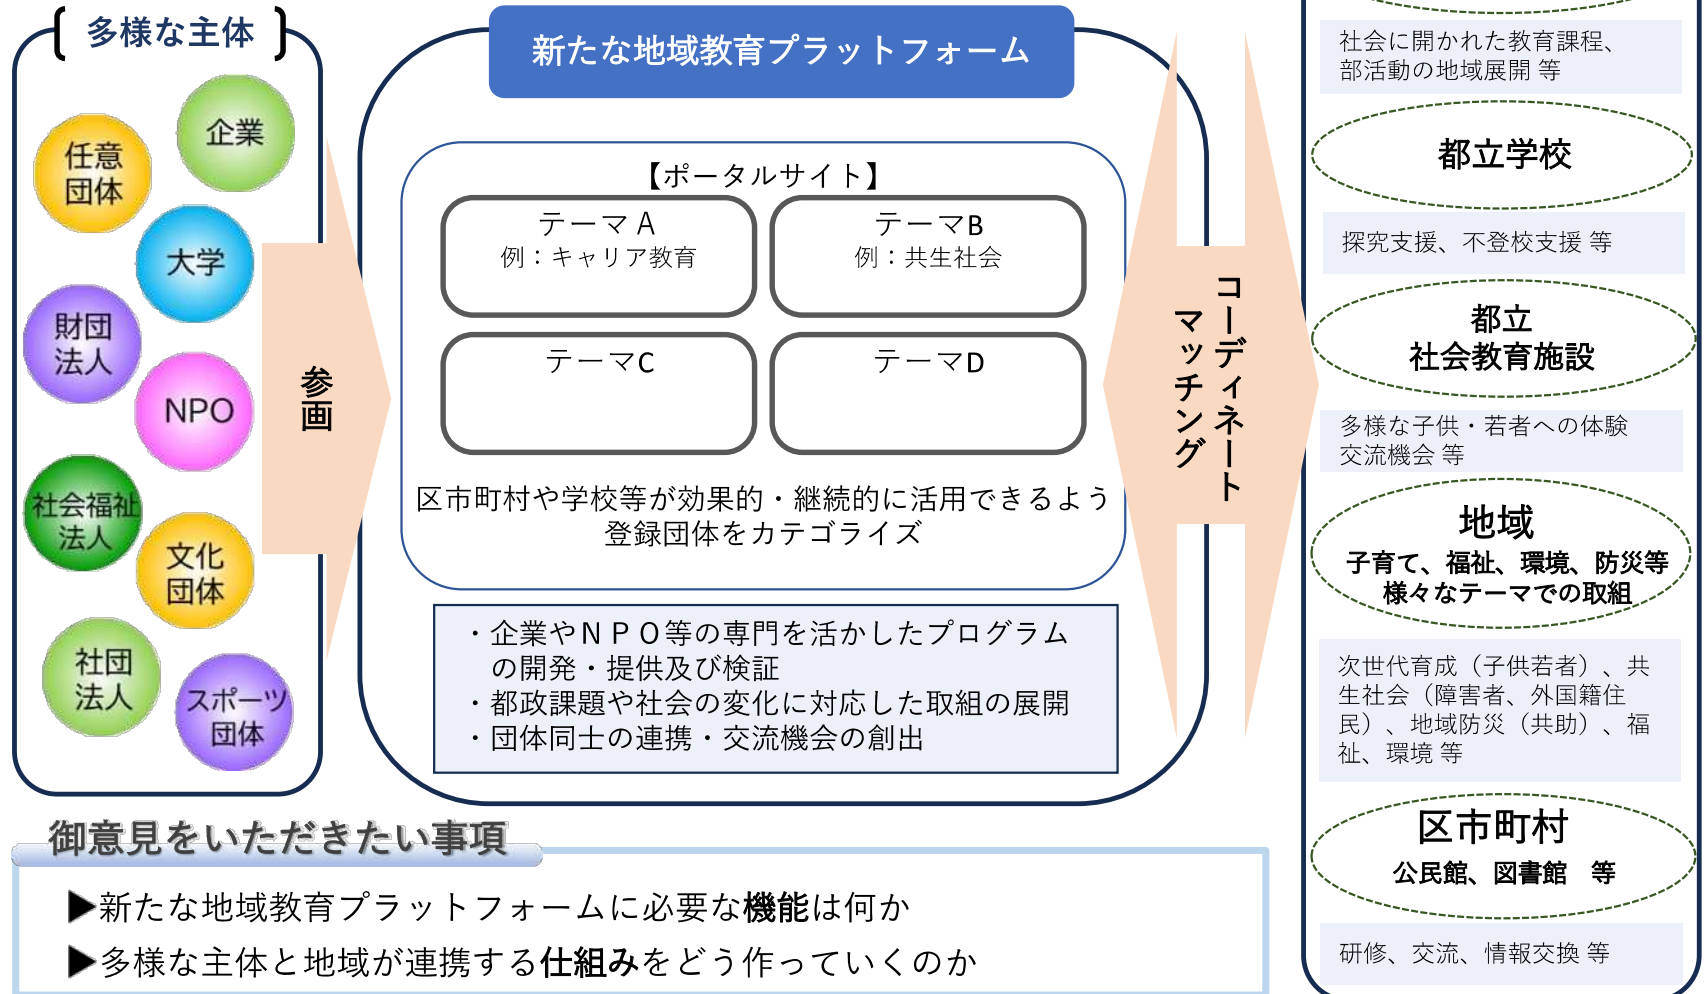 多様な主体
企業
任意
団体
大学
財団
法人
NPO
社会福祉
法人
文化
団体
社団
法人
スポーツ
団体
参画
新たな地域教育プラットフォーム
【ポータルサイト】
テーマA
例：キャリア教育
テーマB
例：共生社会
テーマC
テーマD
区市町村や学校等が効果的・継続的に活用できるよう
登録団体をカテゴライズ
・企業やＮＰＯ等の専門を活かしたプログラム
の開発・提供及び検証
・都政課題や社会の変化に対応した取組の展開
・団体同士の連携・交流機会の創出
コーディネート
マッチング
社会に開かれた教育課程、
部活動の地域展開 等
都立学校
探究支援、不登校支援 等
都立
社会教育施設
多様な子供・若者への体験
交流機会 等
地域
子育て、福祉、環境、防災等
様々なテーマでの取組
次世代育成（子供若者）、共
生社会（障害者、外国籍住
民）、地域防災（共助）、福
祉、環境 等
区市町村
公民館、図書館　等
研修、交流、情報交換 等
御意見をいただきたい事項
▶新たな地域教育プラットフォームに必要な機能は何か
▶多様な主体と地域が連携する仕組みをどう作っていくのか